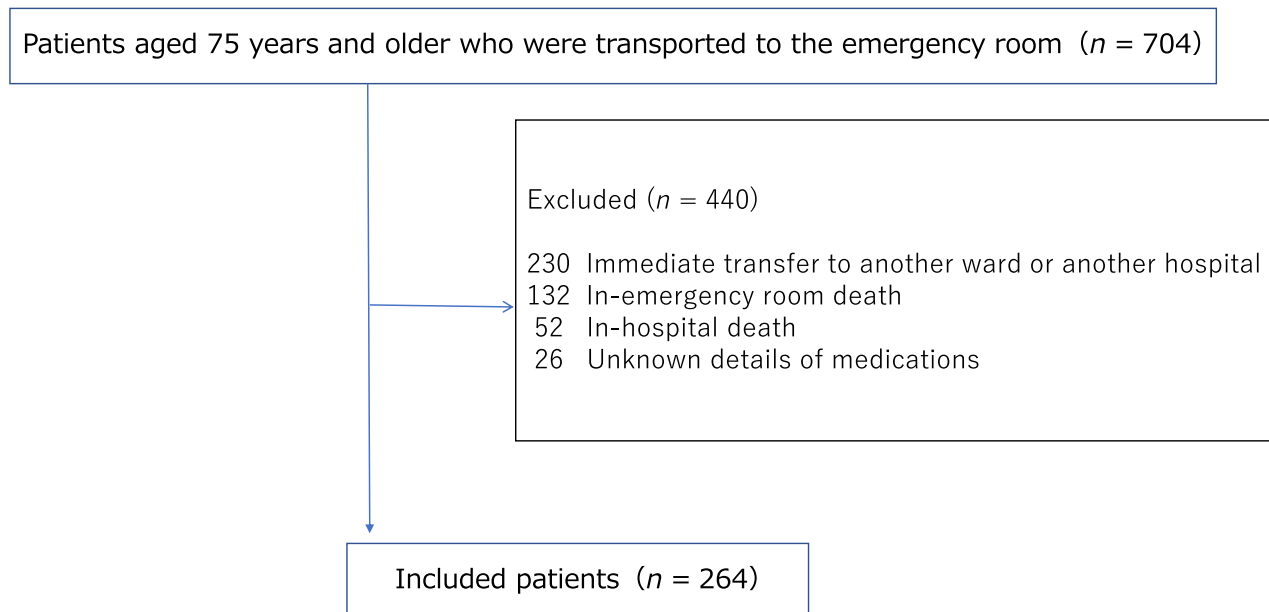 Patients aged 75 years and older who were transported to the emergency room（n = 704）
Excluded (n = 440)
230 Immediate transfer to another ward or another hospital
132 In-emergency room death
52 In-hospital death
26 Unknown details of medications
Included patients（n = 264）